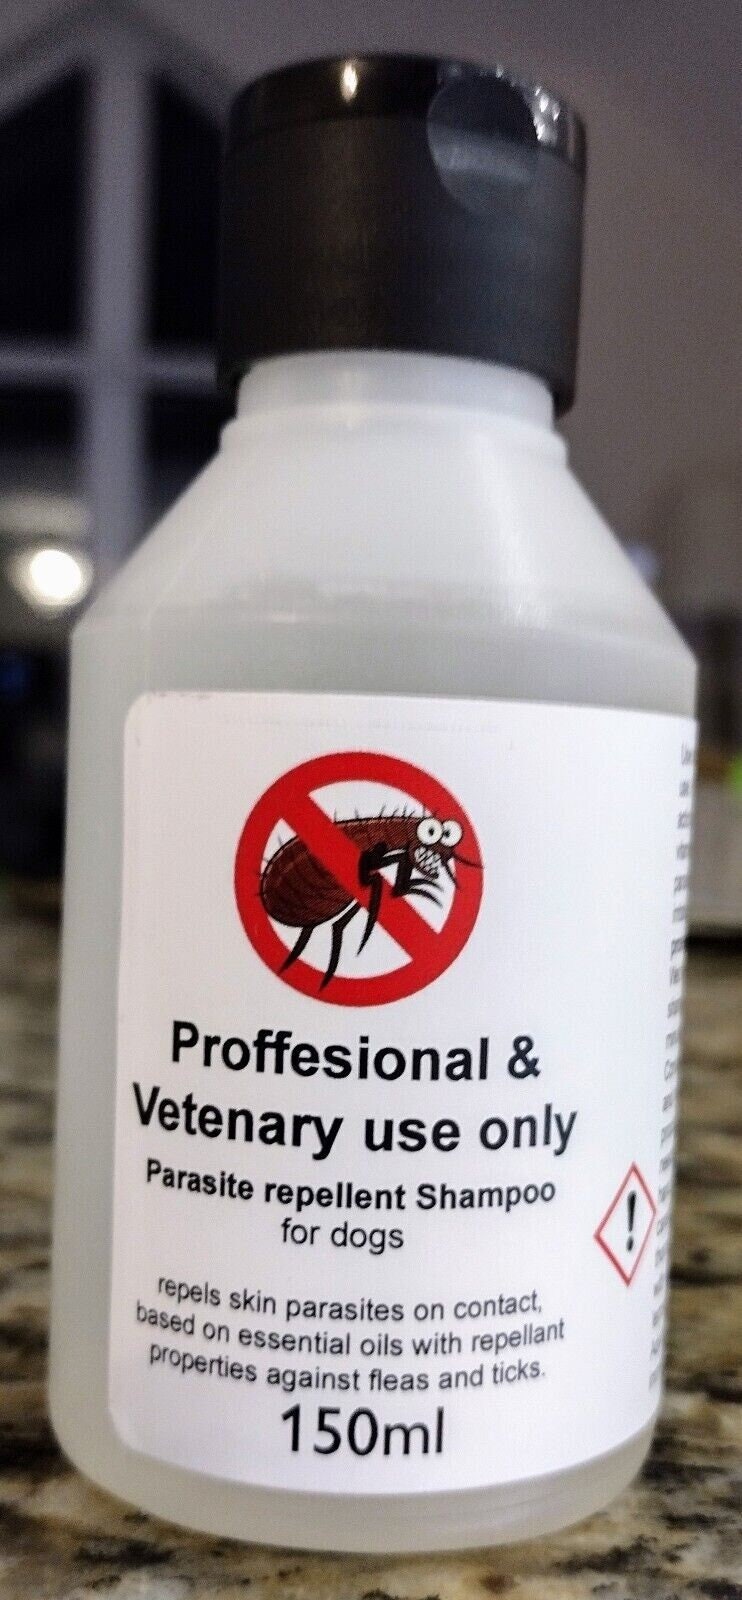 Proffesional &
Vetenary use only
Parasite repellent Shampoo
for dogs
!
repels skin parasites on contact,
based on essential oils with repellant
properties against fleas and ticks.
150ml